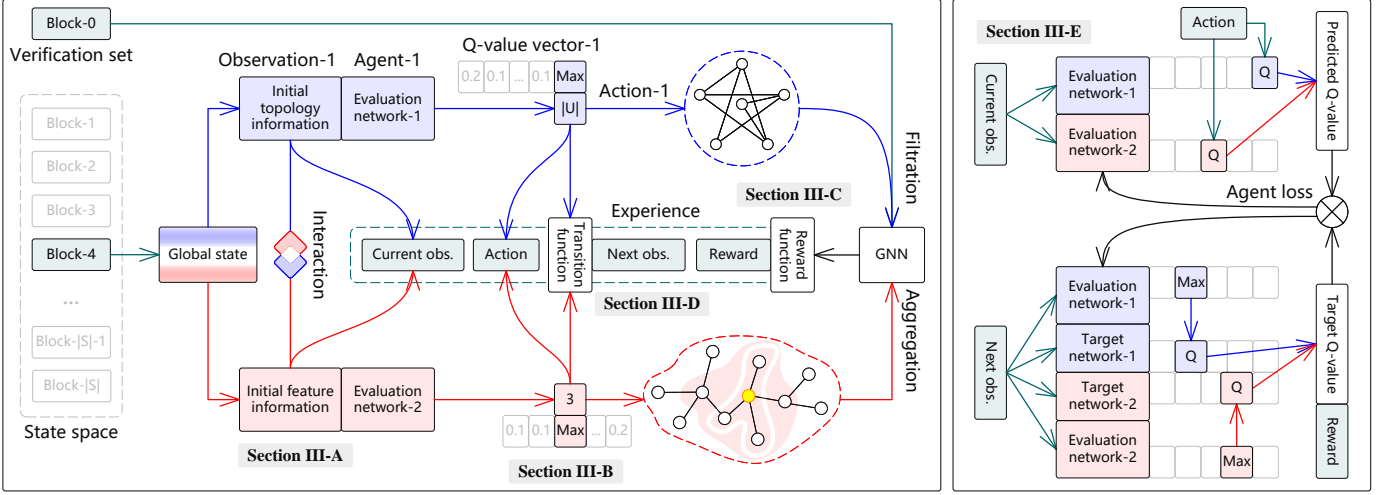 Block-0
Verification set
Block-1
Block-2
Block-3
Block-4
...
Block-|S|-1
Block-|S|
State space
Global state
Observation-1
Agent-1
Initial
topology
information
Evaluation
network-1
Q-value vector-1
0.2 0.1 ... 0.1 Max
|U|
Action-1
Interaction
Section III-C
Filtration
Experience
Current obs.
Action
Transition
function
Next obs.
Reward
Reward
function
GNN
Section III-D
Aggregation
Initial feature
information
Evaluation
network-2
3
0.1 0.1 Max ... 0.2
Section III-A
Section III-B
Section III-E
Action
Current obs.
Evaluation
network-1
Evaluation
network-2
Q
Q
Predicted Q-value
Agent loss
Next obs.
Evaluation
network-1
Target
network-1
Target
network-2
Evaluation
network-2
Max
Q
Q
Max
Target Q-value
Reward